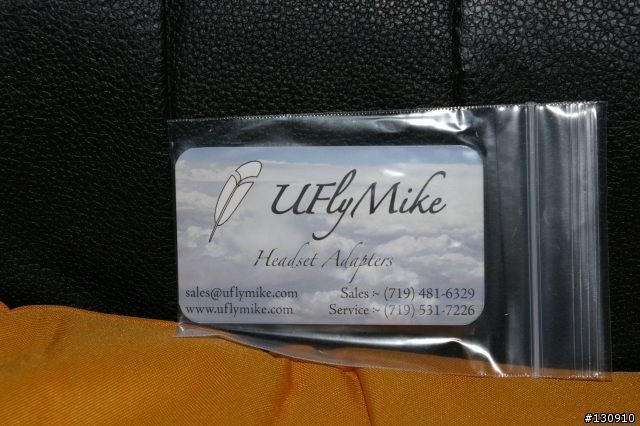 UFlyMike
Headset Adapters
sales@uflymike.com Sales :- (719) 481-6329
www.uflymike.com Service :- (719) 531-7226
#130910